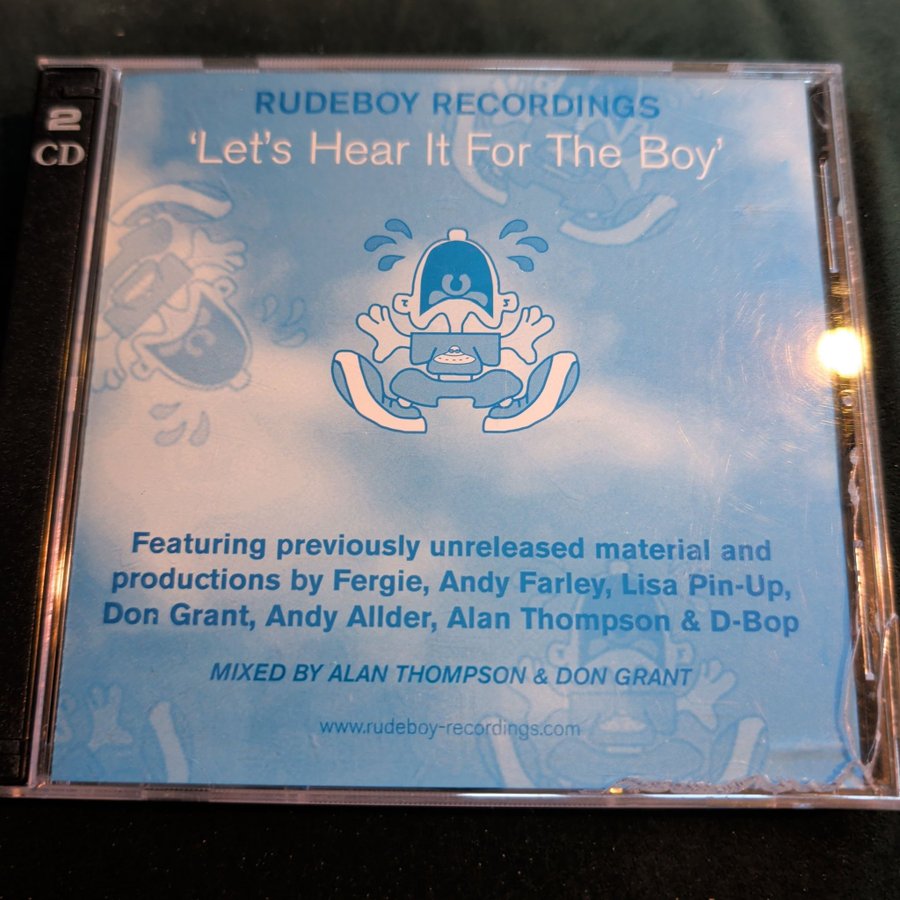 2
CD
RUDEBOY RECORDINGS
‘Let’s Hear It For The Boy’
Featuring previously unreleased material and
productions by Fergie, Andy Farley, Lisa Pin-Up,
Don Grant, Andy Allder, Alan Thompson & D-Bop
MIXED BY ALAN THOMPSON & DON GRANT
www.rudeboy-recordings.com